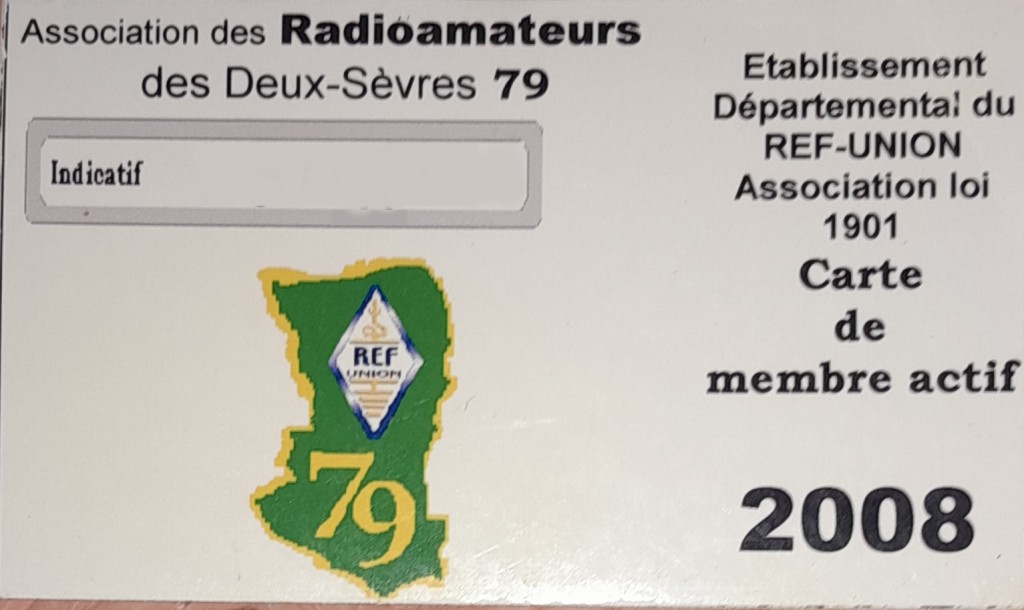 Association des Radioamateurs
des Deux-Sèvres 79
Indicatif
REF
UNION
79
Etablissement
Départemental du
REF-UNION
Association loi
1901
Carte
de
membre actif
2008